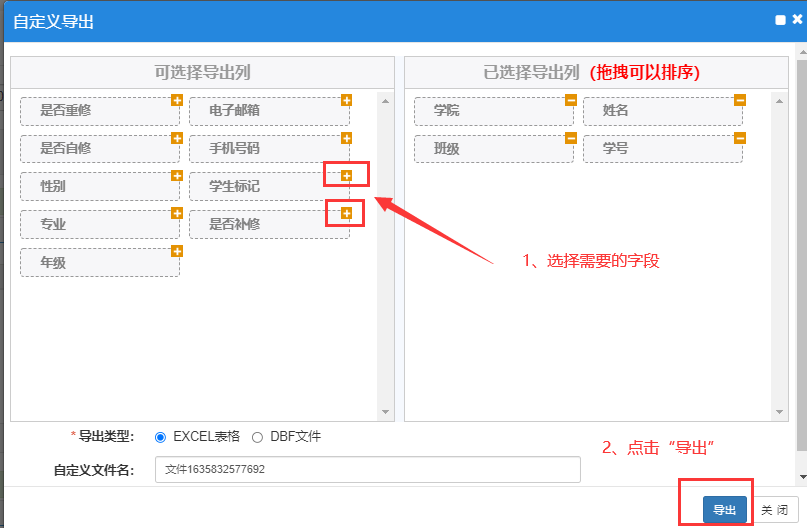 自定义导出
可选择导出列
已选择导出列 (拖拽可以排序)
是否重修 电子邮箱
学院 姓名
是否自修 手机号码
班级 学号
性别 学生标记
专业 是否补修
年级
1、选择需要的字段
*导出类型: EXCEL表格 DBF文件
2、点击“导出”
自定义文件名: 文件1635832577692
导出 关 闭